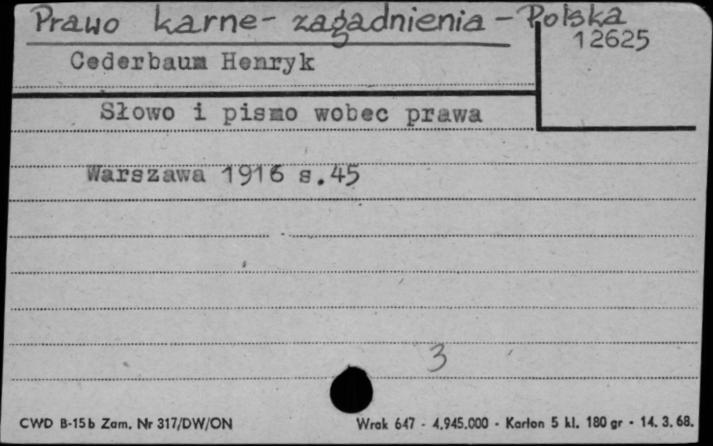 Prawo karne - zagadnienia - Polska
12625
Cederbaum Henryk
Słowo i pismo wobec prawa
Warszawa 1916 s.45
3
CWD B-15b Zam. Nr 317/DW/ON
Wrak 647 - 4.945.000 - Karton 5 kl. 180 gr - 14. 3. 68.